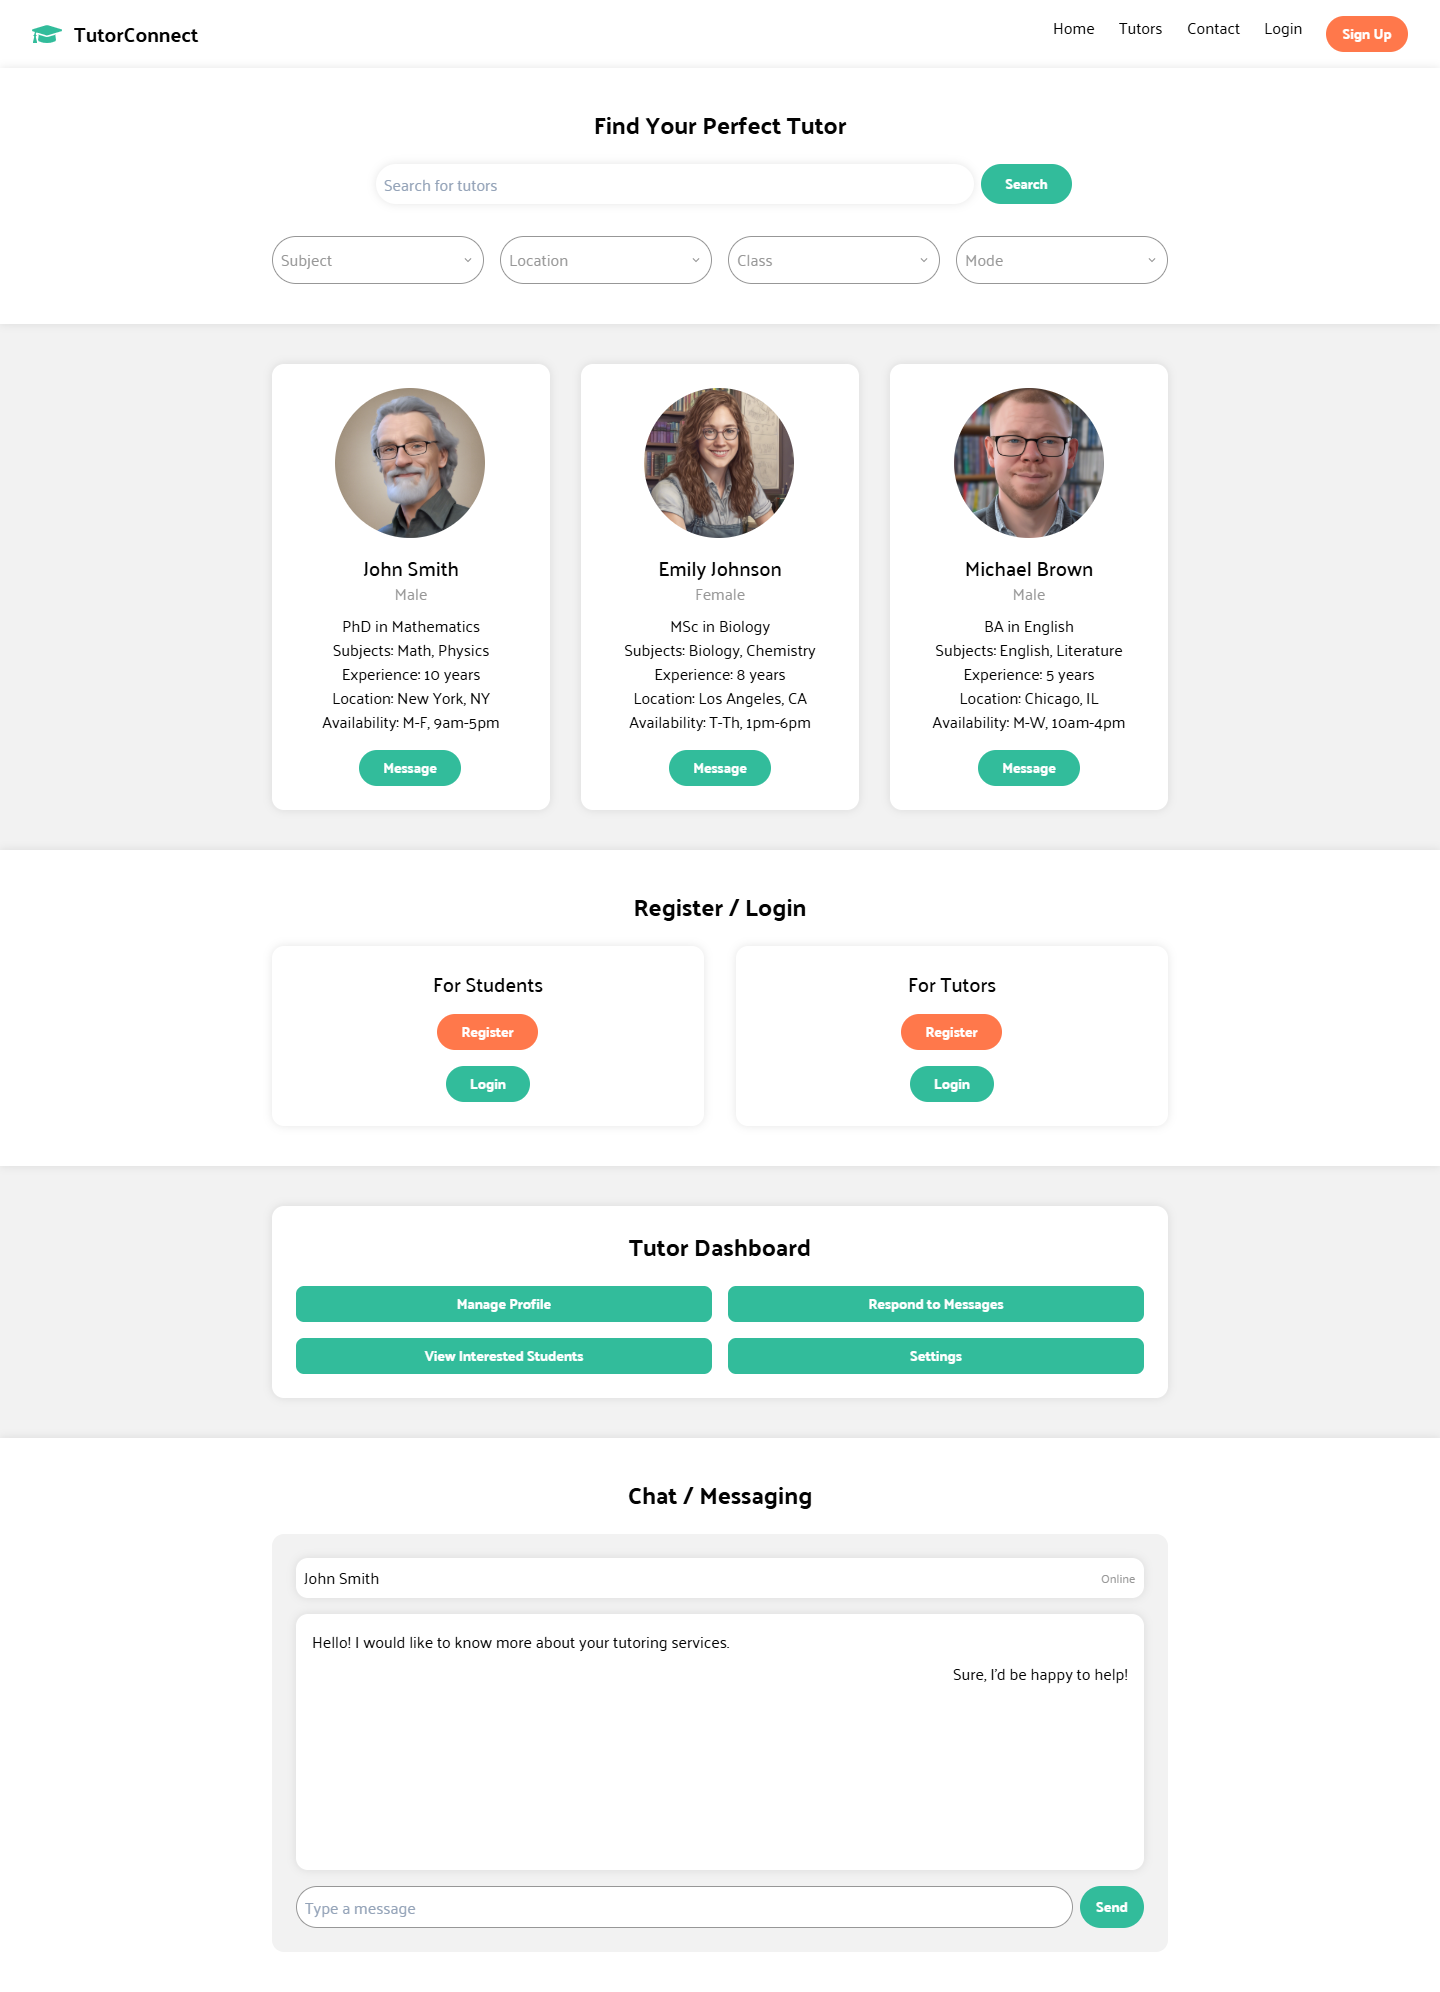 TutorConnect
Home Tutors Contact Login Sign Up
Find Your Perfect Tutor
Search for tutors Search
Subject Location Class Mode
John Smith
Male
PhD in Mathematics
Subjects: Math, Physics
Experience: 10 years
Location: New York, NY
Availability: M-F, 9am-5pm
Message
Emily Johnson
Female
MSc in Biology
Subjects: Biology, Chemistry
Experience: 8 years
Location: Los Angeles, CA
Availability: T-Th, 1pm-6pm
Message
Michael Brown
Male
BA in English
Subjects: English, Literature
Experience: 5 years
Location: Chicago, IL
Availability: M-W, 10am-4pm
Message
Register / Login
For Students
Register
Login
For Tutors
Register
Login
Tutor Dashboard
Manage Profile
Respond to Messages
View Interested Students
Settings
Chat / Messaging
John Smith Online
Hello! I would like to know more about your tutoring services.
Sure, I'd be happy to help!
Type a message Send